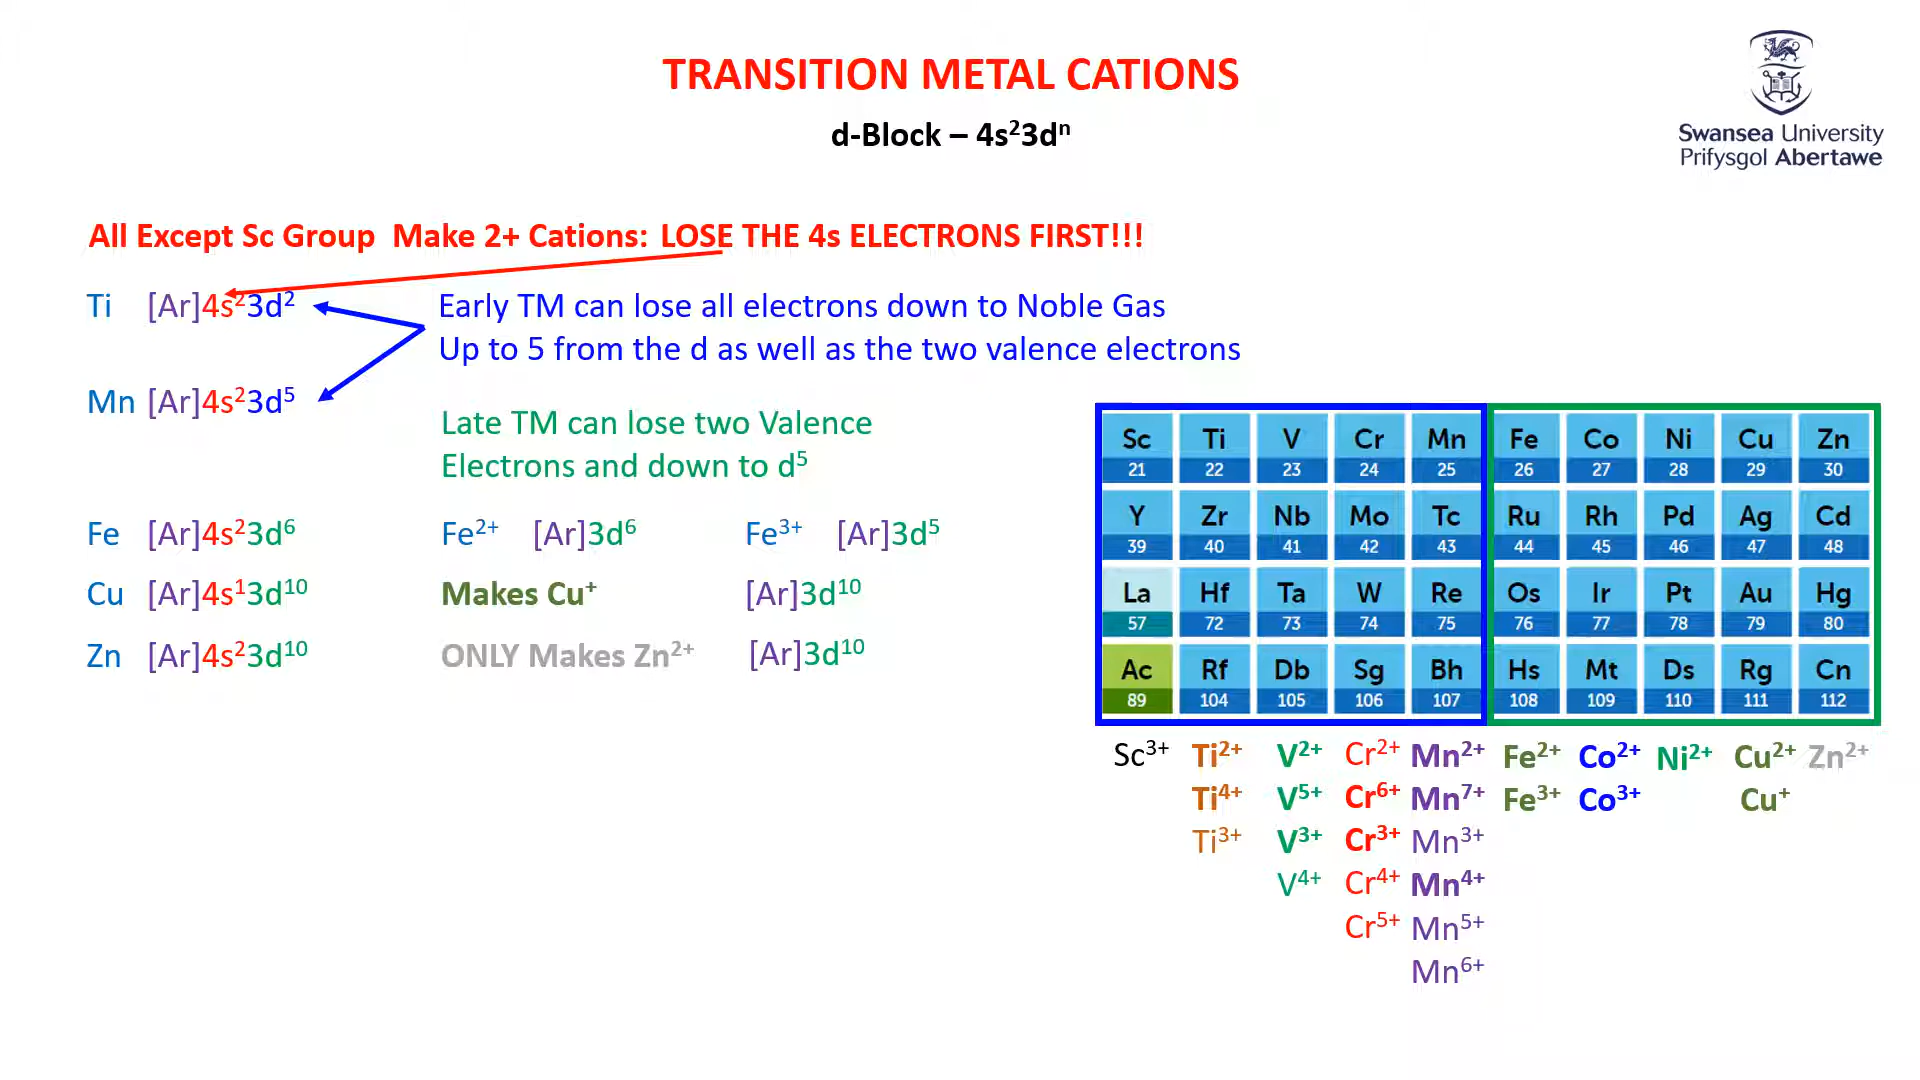 TRANSITION METAL CATIONS
d-Block – 4s²3dⁿ
Swansea University
Prifysgol Abertawe
All Except Sc Group Make 2+ Cations: LOSE THE 4s ELECTRONS FIRST!!!
Ti [Ar]4s²3d²
Early TM can lose all electrons down to Noble Gas
Up to 5 from the d as well as the two valence electrons
Mn [Ar]4s²3d⁵
Late TM can lose two Valence
Electrons and down to d⁵
Fe [Ar]4s²3d⁶ Fe²⁺ [Ar]3d⁶ Fe³⁺ [Ar]3d⁵
Cu [Ar]4s¹3d¹⁰ Makes Cu⁺ [Ar]3d¹⁰
Zn [Ar]4s²3d¹⁰ ONLY Makes Zn²⁺ [Ar]3d¹⁰
Sc Ti V Cr Mn Fe Co Ni Cu Zn
21 22 23 24 25 26 27 28 29 30
Y Zr Nb Mo Tc Ru Rh Pd Ag Cd
39 40 41 42 43 44 45 46 47 48
La Hf Ta W Re Os Ir Pt Au Hg
57 72 73 74 75 76 77 78 79 80
Ac Rf Db Sg Bh Hs Mt Ds Rg Cn
89 104 105 106 107 108 109 110 111 112
Sc³⁺ Ti²⁺ V²⁺ Cr²⁺ Mn²⁺ Fe²⁺ Co²⁺ Ni²⁺ Cu²⁺ Zn²⁺
Ti⁴⁺ V⁵⁺ Cr⁶⁺ Mn⁷⁺ Fe³⁺ Co³⁺ Cu⁺
Ti³⁺ V³⁺ Cr³⁺ Mn³⁺
V⁴⁺ Cr⁴⁺ Mn⁴⁺
Cr⁵⁺ Mn⁵⁺
Mn⁶⁺